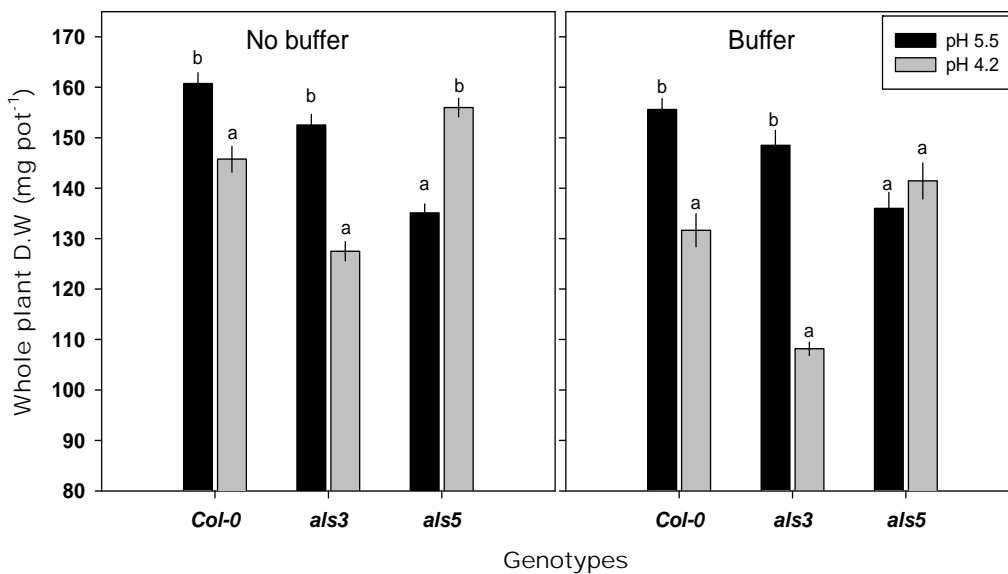 No buffer
Buffer
pH 5.5
pH 4.2
Whole plant D.W (mg pot-1)
170
160
150
140
130
120
110
100
90
80
b
a
b
a
a
b
b
a
b
a
a
a
Col-0 als3 als5
Col-0 als3 als5
Genotypes